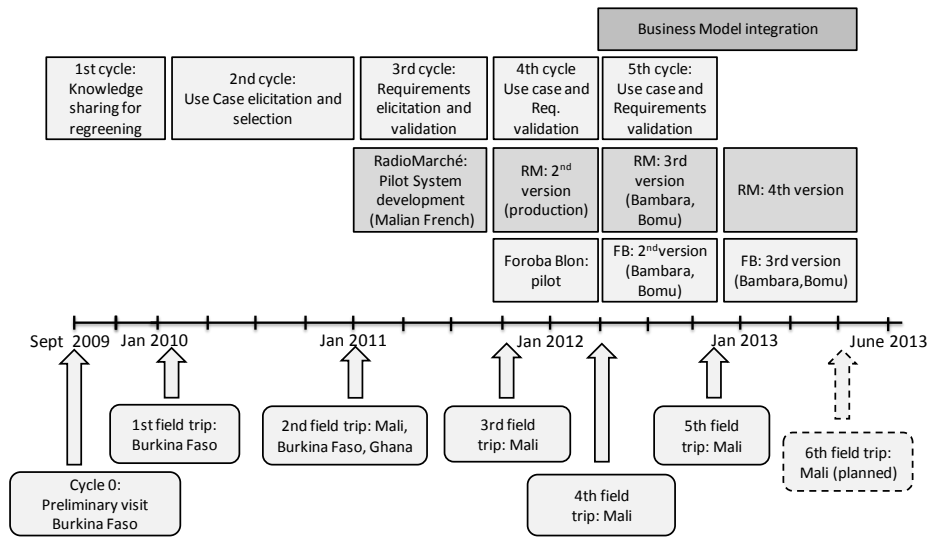 Business Model integration
1st cycle:
Knowledge
sharing for
regreening
2nd cycle:
Use Case elicitation and
selection
3rd cycle:
Requirements
elicitation and
validation
4th cycle
Use case and
Req.
validation
5th cycle:
Use case and
Requirements
validation
RadioMarché:
Pilot System
development
(Malian French)
RM: 2nd
version
(production)
RM: 3rd
version
(Bambara,
Bomu)
RM: 4th version
Foroba Blon:
pilot
FB: 2nd version
(Bambara,
Bomu)
FB: 3rd version
(Bambara,Bomu)
Sept 2009
Jan 2010
Jan 2011
Jan 2012
Jan 2013
June 2013
1st field trip:
Burkina Faso
2nd field trip: Mali,
Burkina Faso, Ghana
3rd field
trip: Mali
5th field
trip: Mali
6th field trip:
Mali (planned)
Cycle 0:
Preliminary visit
Burkina Faso
4th field
trip: Mali